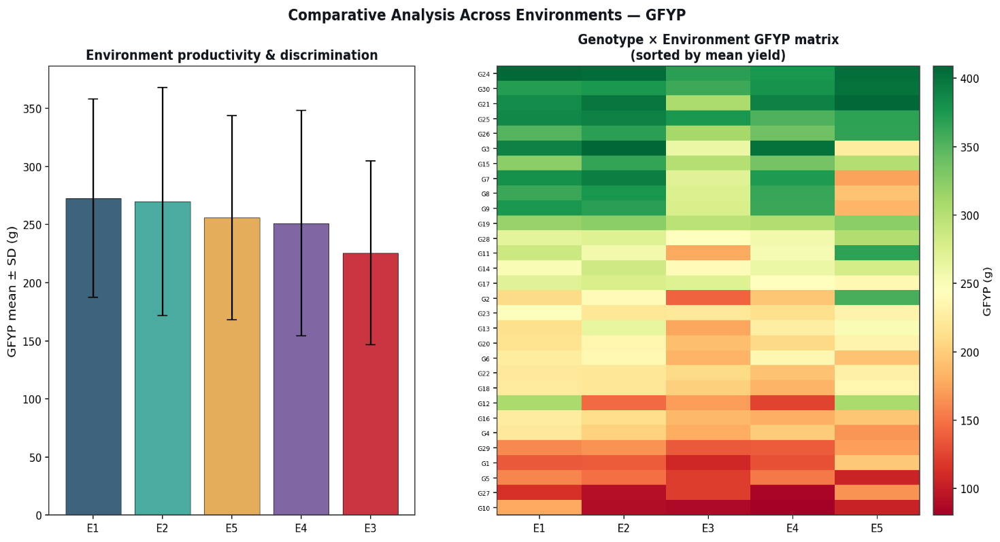 Comparative Analysis Across Environments — GFYP
Environment productivity & discrimination
GFYP mean ± SD (g)
350
300
250
200
150
100
50
0
E1 E2 E5 E4 E3
Genotype × Environment GFYP matrix
(sorted by mean yield)
G24
G30
G21
G25
G26
G3
G15
G7
G8
G9
G19
G28
G11
G14
G17
G2
G23
G13
G20
G6
G22
G18
G12
G16
G4
G29
G1
G5
G27
G10
E1 E2 E3 E4 E5
400
350
300
250
200
150
100
GFYP (g)